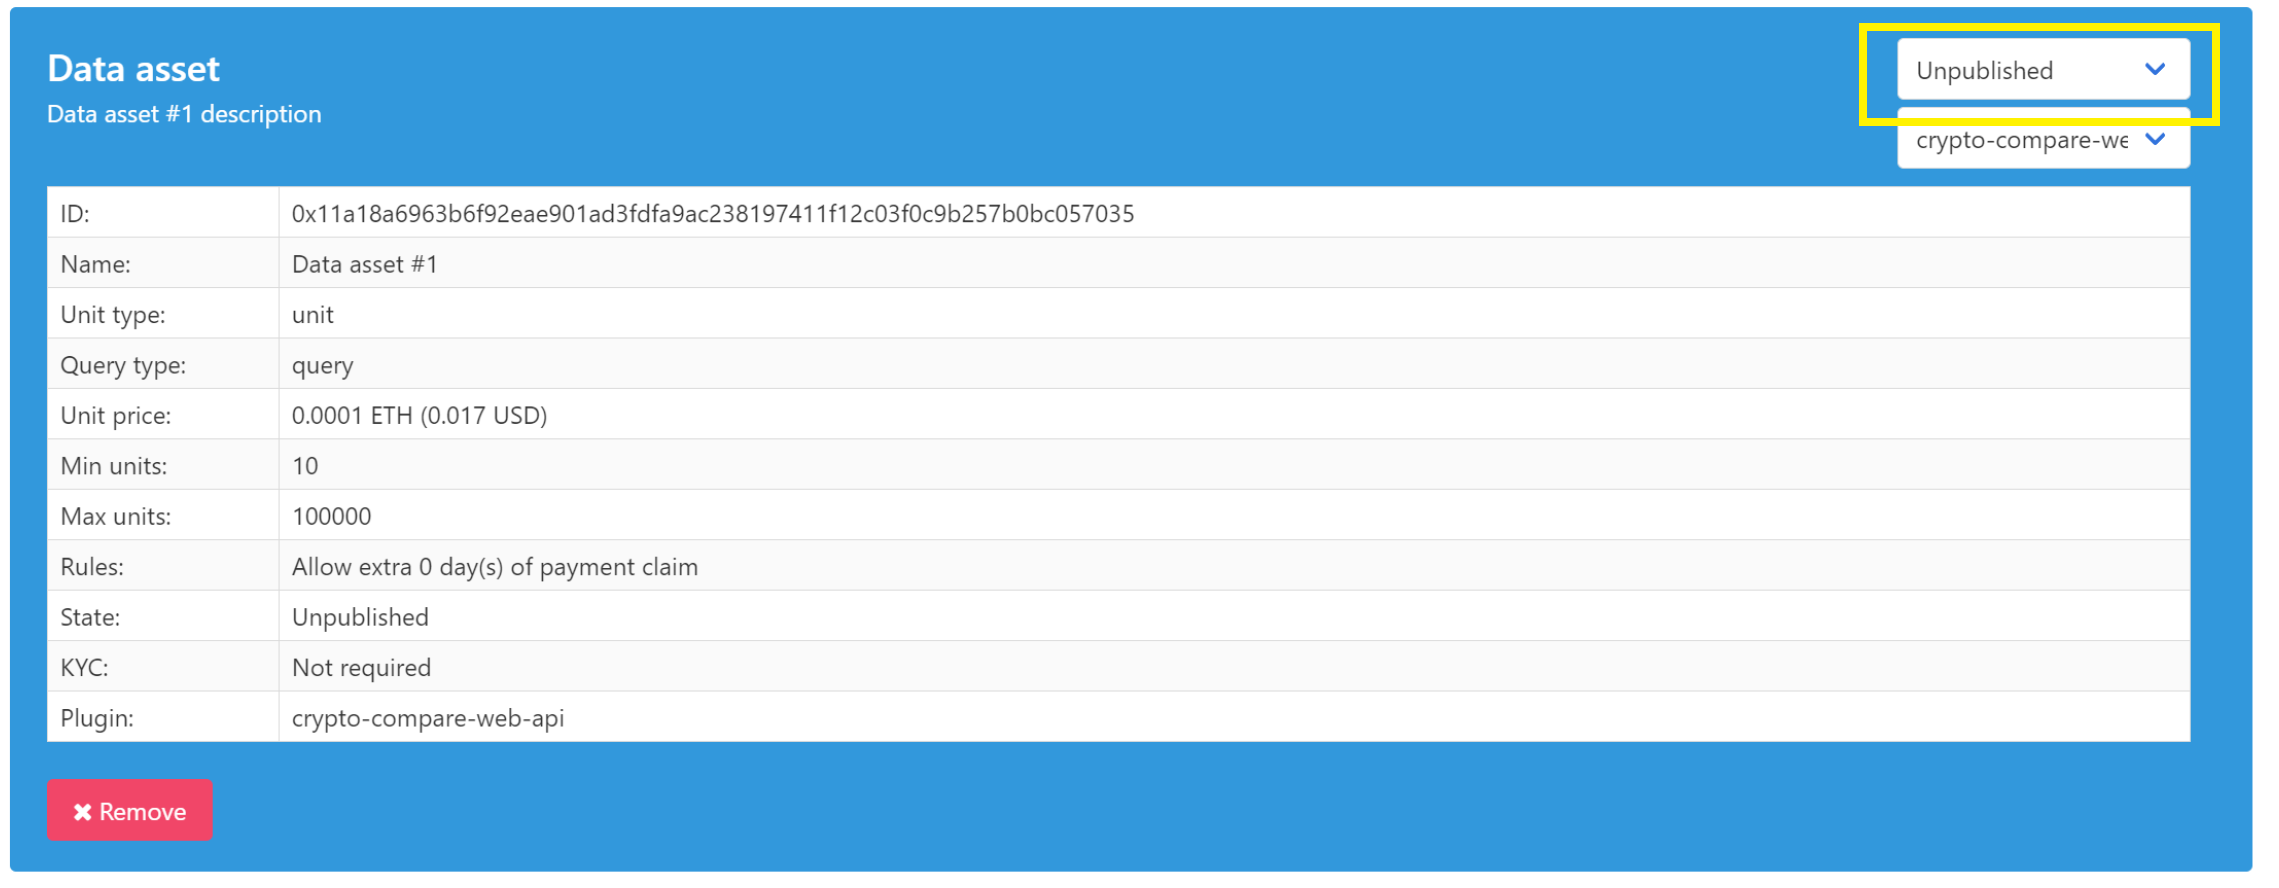 Data asset
Data asset #1 description
Unpublished
crypto-compare-we
ID: 0x11a18a6963b6f92eae901ad3fdfa9ac238197411f12c03f0c9b257b0bc057035
Name: Data asset #1
Unit type: unit
Query type: query
Unit price: 0.0001 ETH (0.017 USD)
Min units: 10
Max units: 100000
Rules: Allow extra 0 day(s) of payment claim
State: Unpublished
KYC: Not required
Plugin: crypto-compare-web-api
Remove